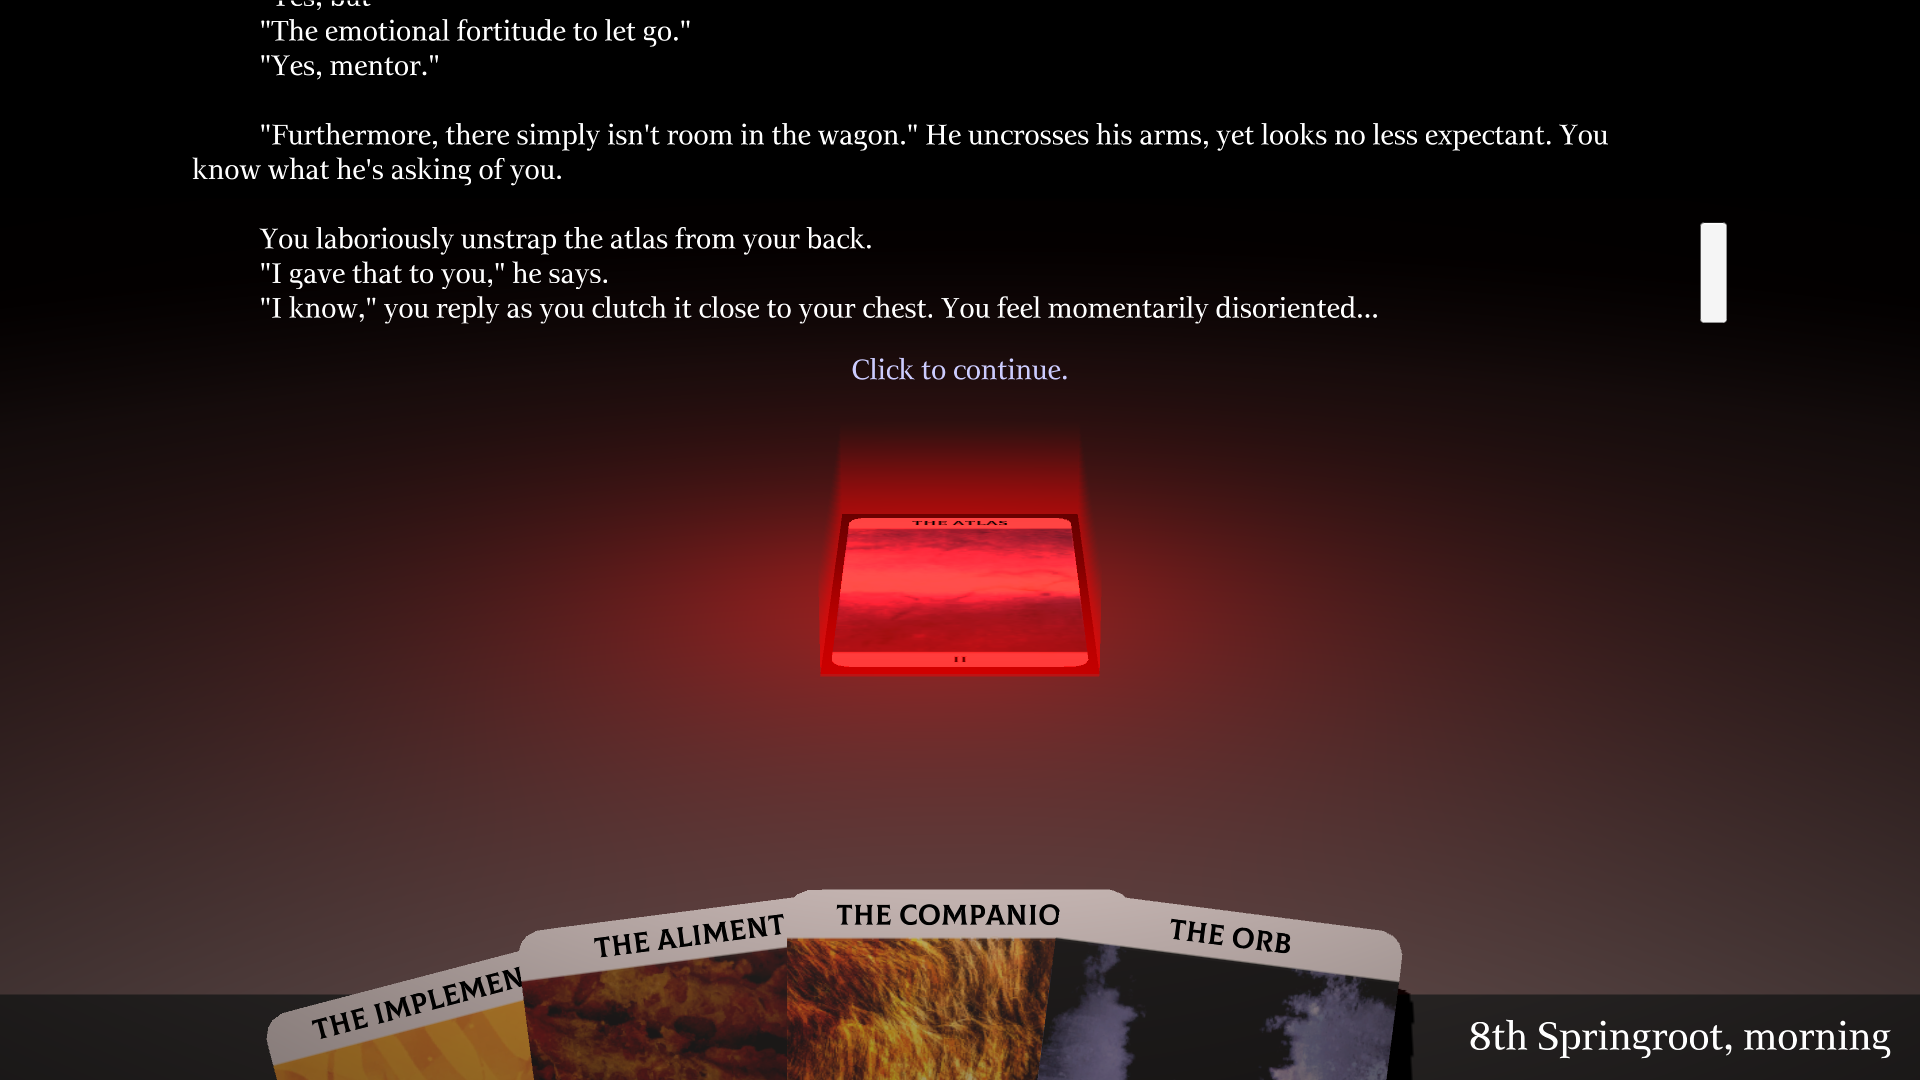 "Yes, but
"The emotional fortitude to let go."
"Yes, mentor."
"Furthermore, there simply isn't room in the wagon." He uncrosses his arms, yet looks no less expectant. You
know what he's asking of you.
You laboriously unstrap the atlas from your back.
"I gave that to you," he says.
"I know," you reply as you clutch it close to your chest. You feel momentarily disoriented...
Click to continue.
THE ATLAS
II
THE IMPLEMEN
THE ALIMENT
THE COMPANIO
THE ORB
8th Springroot, morning